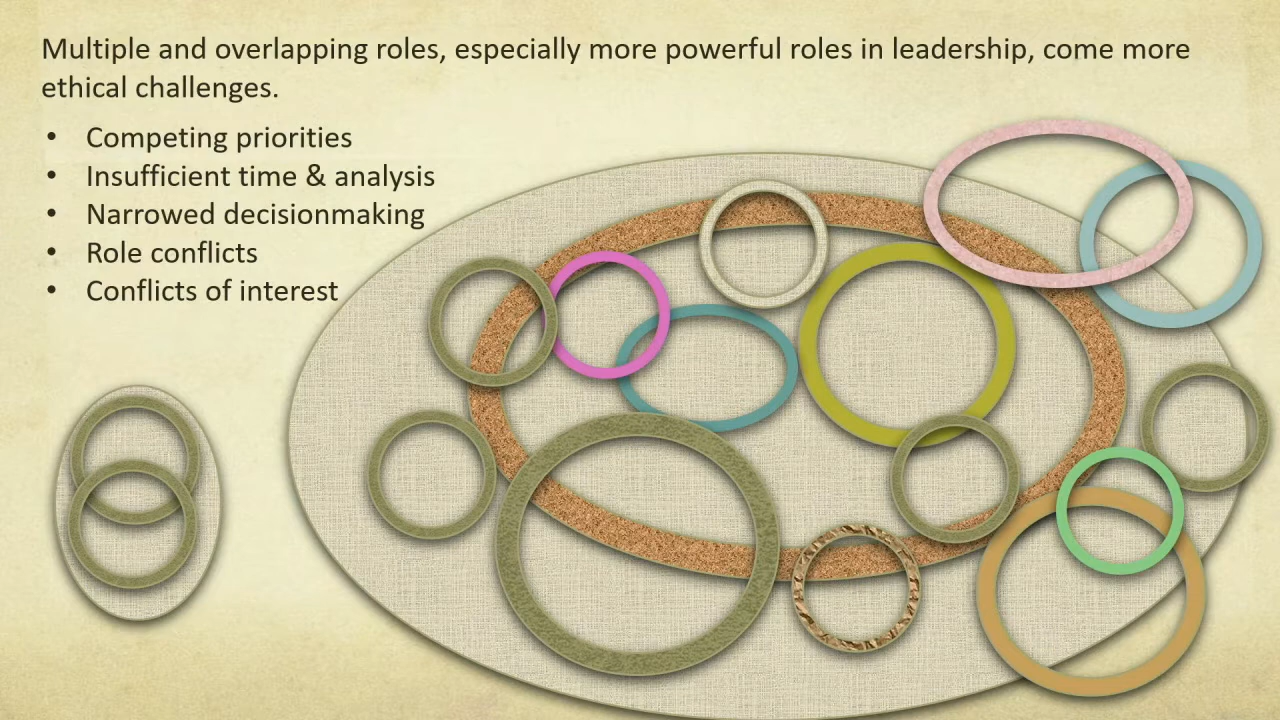 Multiple and overlapping roles, especially more powerful roles in leadership, come more
ethical challenges.
• Competing priorities
• Insufficient time & analysis
• Narrowed decisionmaking
• Role conflicts
• Conflicts of interest